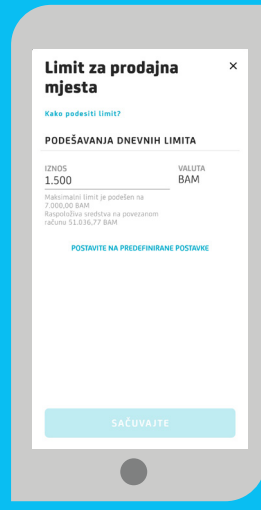 Limit za prodajna
mjesta
×
Kako podesiti limit?
PODEŠAVANJA DNEVNIH LIMITA
IZNOS VALUTA
1.500 BAM
Maksimalni limit je podešen na
7.000,00 BAM
Raspoloživa sredstva na povezanom
računu 51.036,77 BAM
POSTAVITE NA PREDEFINIRANE POSTAVKE
SAČUVAJTE